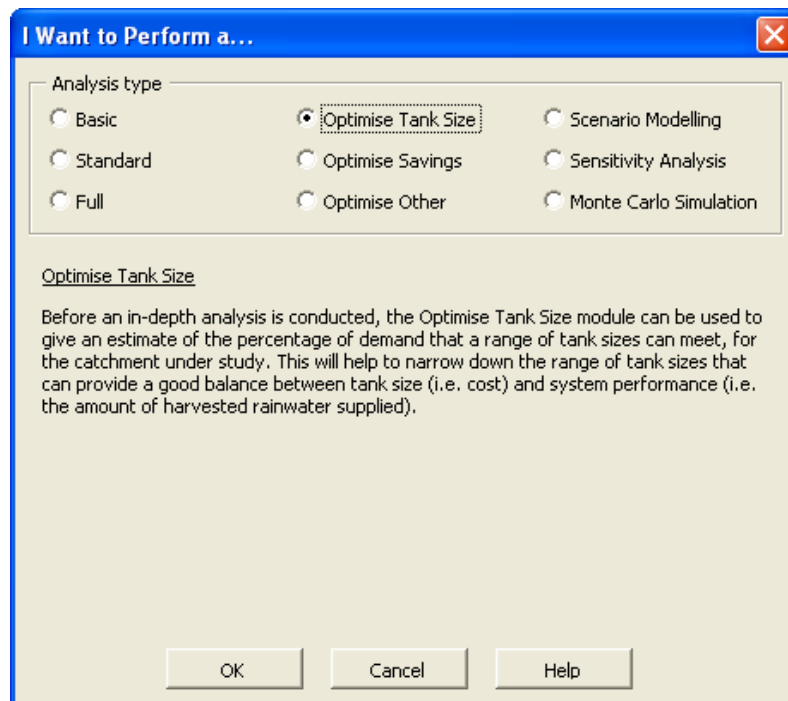 I Want to Perform a...
Analysis type
Basic
Optimise Tank Size
Scenario Modelling
Standard
Optimise Savings
Sensitivity Analysis
Full
Optimise Other
Monte Carlo Simulation
Optimise Tank Size
Before an in-depth analysis is conducted, the Optimise Tank Size module can be used to
give an estimate of the percentage of demand that a range of tank sizes can meet, for
the catchment under study. This will help to narrow down the range of tank sizes that
can provide a good balance between tank size (i.e. cost) and system performance (i.e.
the amount of harvested rainwater supplied).
OK
Cancel
Help